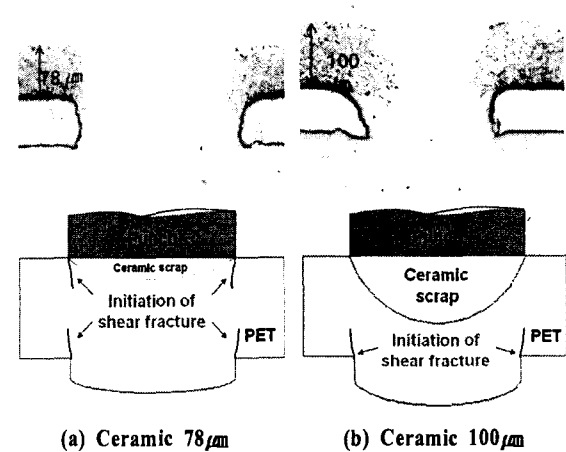 78㎛
100
Ceramic scrap
Initiation of
shear fracture
PET
Ceramic
scrap
Initiation of
shear fracture
PET
(a) Ceramic 78㎛
(b) Ceramic 100㎛